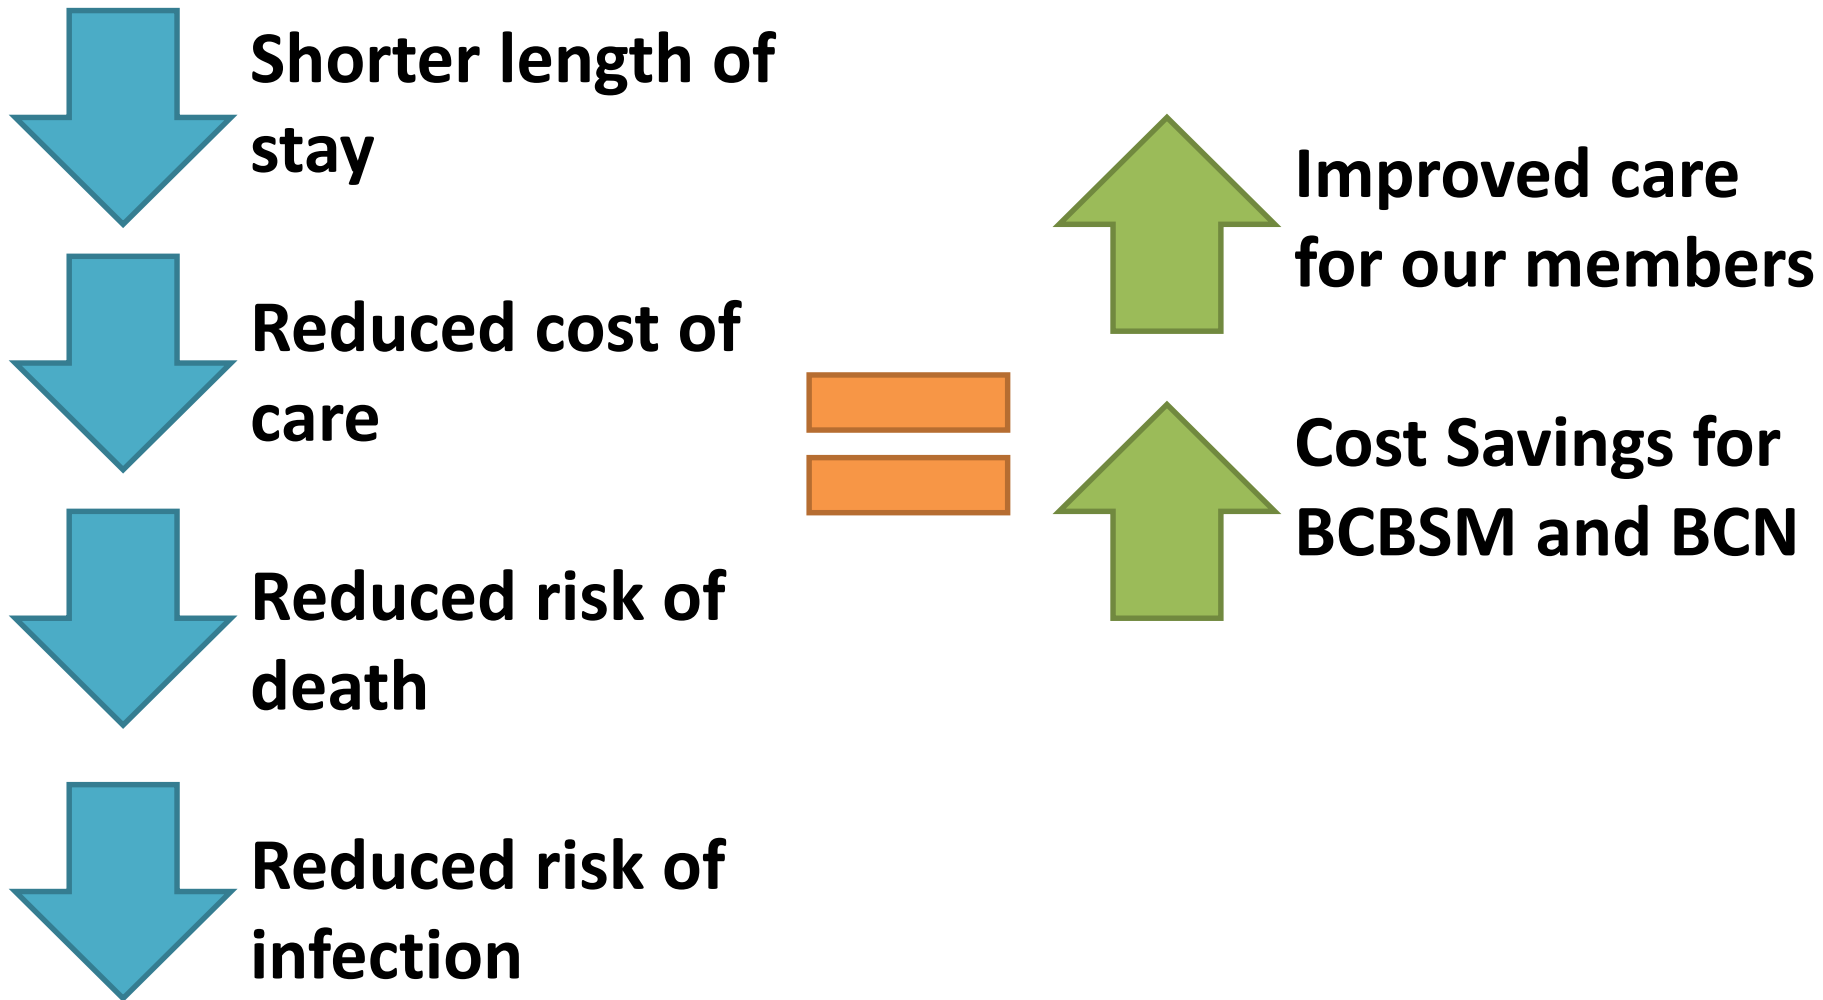 Shorter length of
stay
Reduced cost of
care
Reduced risk of
death
Reduced risk of
infection
Improved care
for our members
Cost Savings for
BCBSM and BCN